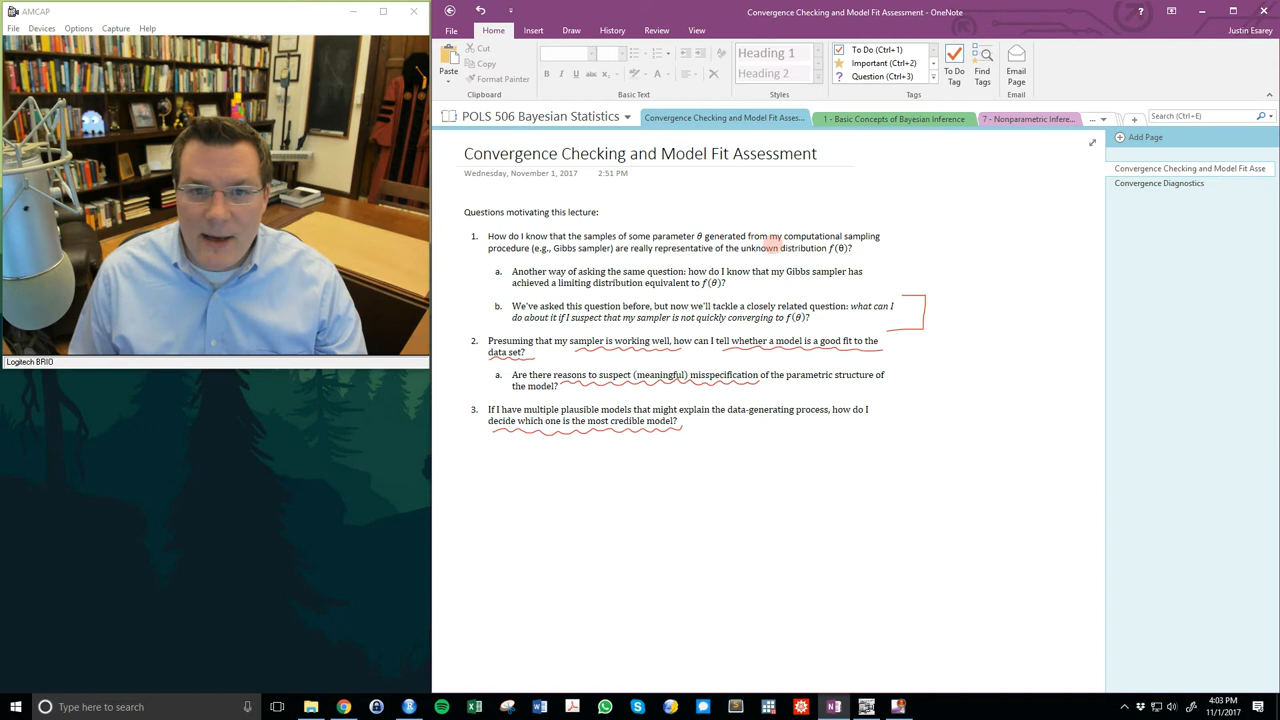 AMCAP
File Devices Options Capture Help
Logitech BRIO
Convergence Checking and Model Fit Assessment - OneNote
File Home Insert Draw History Review View
Justin Esarey
Paste
Cut
Copy
Format Painter
Clipboard
B I U abc
Basic Text
Heading 1
Heading 2
Styles
To Do (Ctrl+1)
Important (Ctrl+2)
Question (Ctrl+3)
To Do
Tag
Find
Tags
Tags
Email
Page
Email
POLS 506 Bayesian Statistics
Convergence Checking and Model Fit Asses...
1 - Basic Concepts of Bayesian Inference
7 - Nonparametric Infere...
...
Search (Ctrl+E)
Add Page
Convergence Checking and Model Fit Asse
Convergence Diagnostics
Convergence Checking and Model Fit Assessment
Wednesday, November 1, 2017 2:51 PM
Questions motivating this lecture:
1. How do I know that the samples of some parameter θ generated from my computational sampling
procedure (e.g., Gibbs sampler) are really representative of the unknown distribution f(θ)?
a. Another way of asking the same question: how do I know that my Gibbs sampler has
achieved a limiting distribution equivalent to f(θ)?
b. We've asked this question before, but now we'll tackle a closely related question: what can I
do about it if I suspect that my sampler is not quickly converging to f(θ)?
2. Presuming that my sampler is working well, how can I tell whether a model is a good fit to the
data set?
a. Are there reasons to suspect (meaningful) misspecification of the parametric structure of
the model?
3. If I have multiple plausible models that might explain the data-generating process, how do I
decide which one is the most credible model?
Type here to search
4:03 PM
11/1/2017